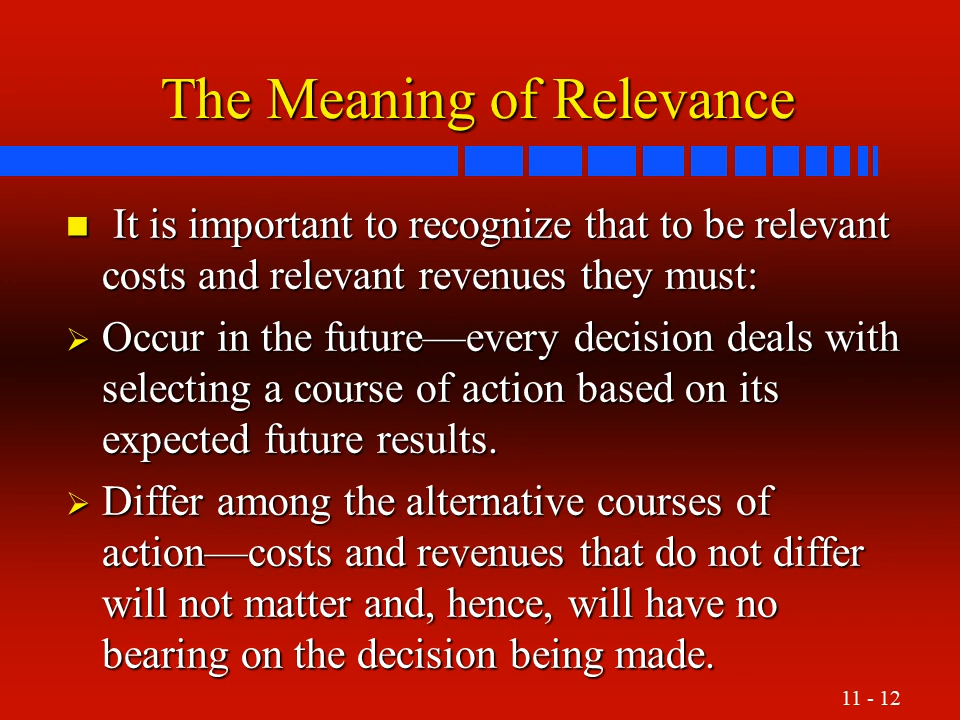 The Meaning of Relevance
It is important to recognize that to be relevant
costs and relevant revenues they must:
Occur in the future—every decision deals with
selecting a course of action based on its
expected future results.
Differ among the alternative courses of
action—costs and revenues that do not differ
will not matter and, hence, will have no
bearing on the decision being made.
11 - 12